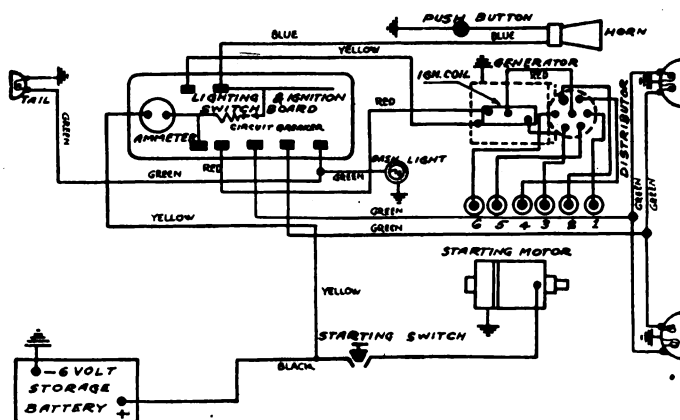 PUSH BUTTON
BLUE
BLUE
HORN
YELLOW
GENERATOR
IGN. COIL
RED
TAIL
LIGHTING & IGNITION
SWITCH BOARD
RED
CIRCUIT BREAKER
AMMETER
DISTRIBUTOR
GREEN
RED
GREEN
GREEN
DASH LIGHT
GREEN
GREEN
6 5 4 3 2 1
YELLOW
GREEN
GREEN
STARTING MOTOR
YELLOW
STARTING SWITCH
BLACK
- 6 VOLT
STORAGE
BATTERY +